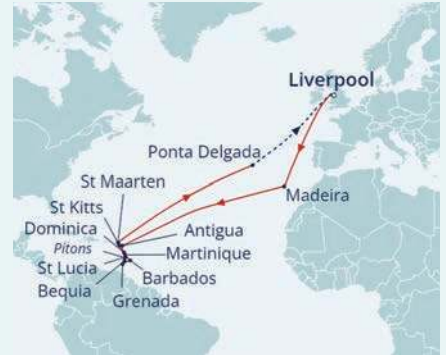 Liverpool
Ponta Delgada
St Maarten
Madeira
St Kitts
Dominica
Antigua
Pitons
Martinique
St Lucia
Barbados
Bequia
Grenada